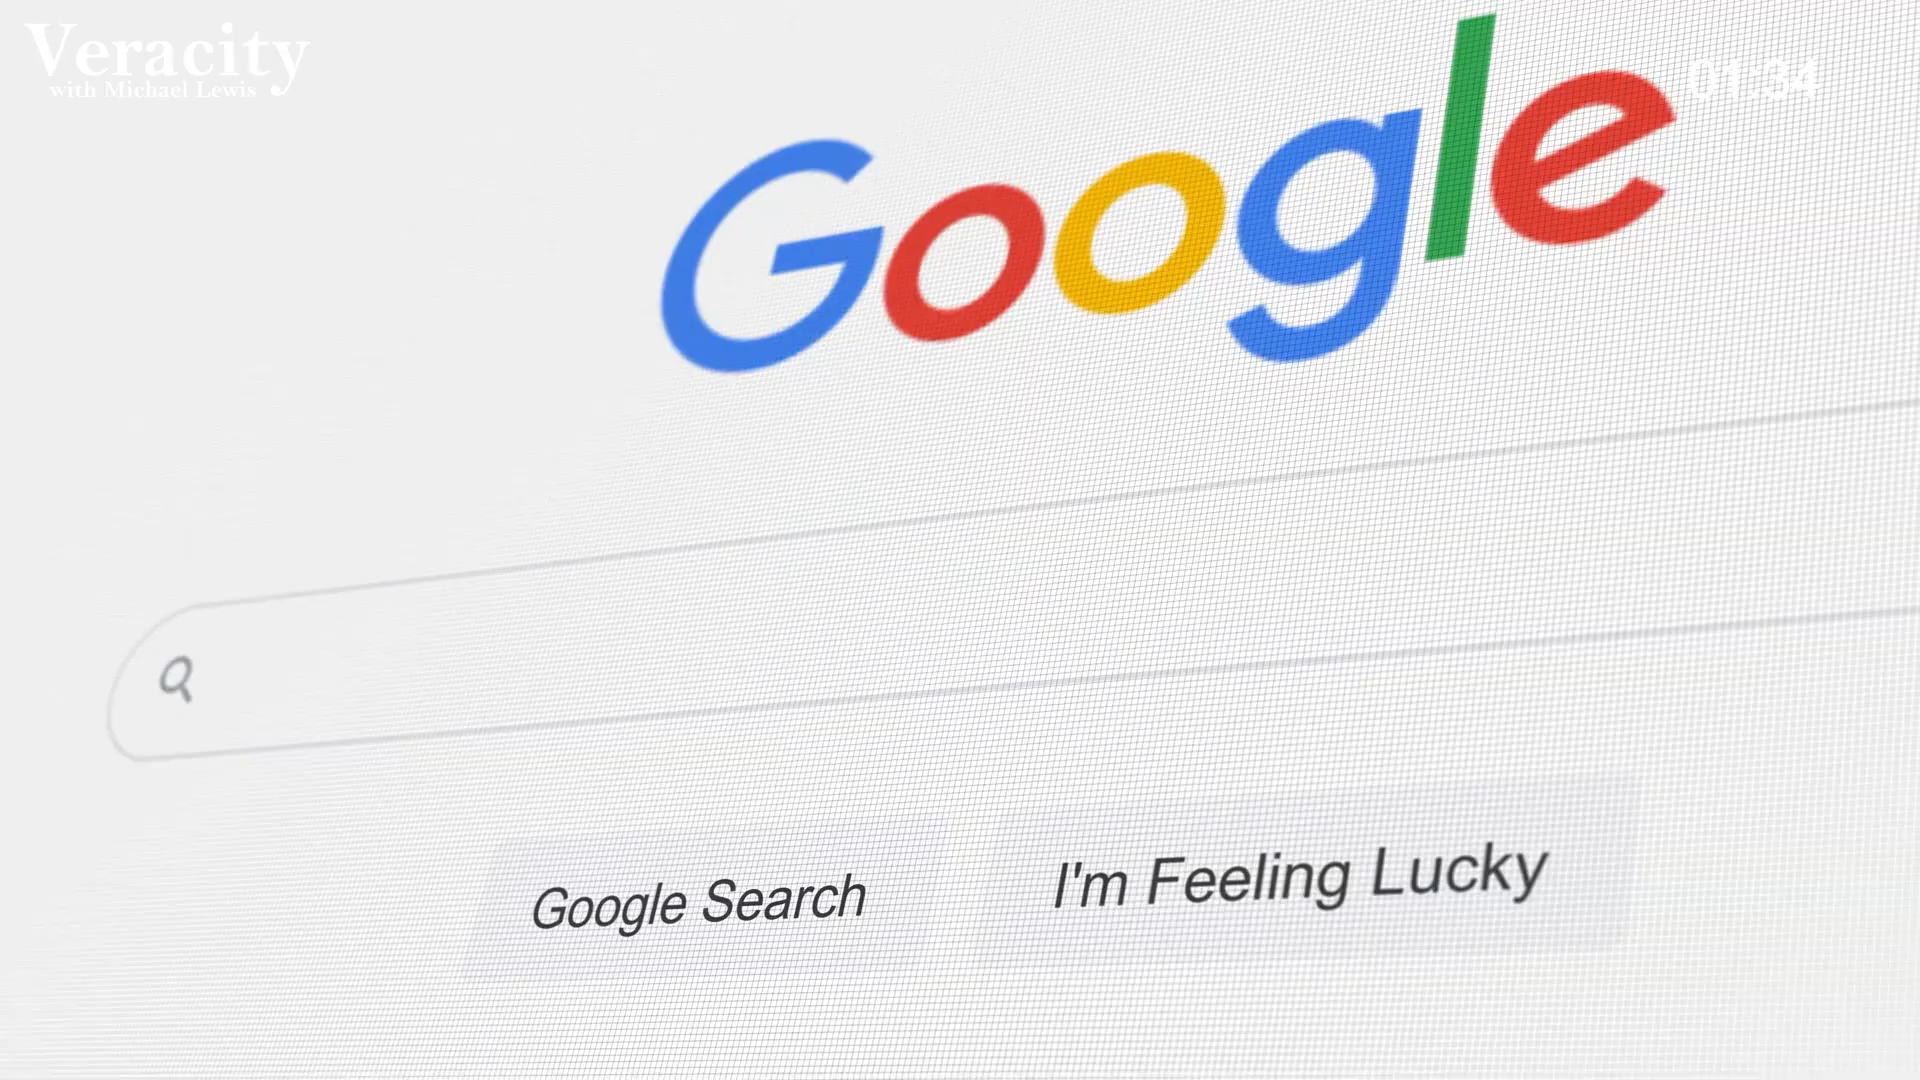 Veracity
with Michael Lewis
01:34
Google
Google Search
I'm Feeling Lucky